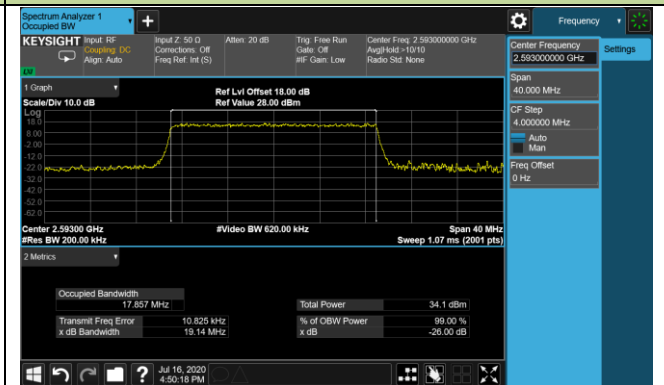 Spectrum Analyzer 1
Occupied BW
+
Frequency
KEYSIGHT
Input: RF
Coupling: DC
Align: Auto
Input Z: 50 Ω
Corrections: Off
Freq Ref: Int (S)
Atten: 20 dB
Trig: Free Run
Gate: Off
#IF Gain: Low
Center Freq: 2.593000000 GHz
Avg|Hold:>10/10
Radio Std: None
Center Frequency
2.593000000 GHz
Settings
Span
40.000 MHz
CF Step
4.000000 MHz
Auto
Man
Freq Offset
0 Hz
1 Graph
Scale/Div 10.0 dB
Ref Lvl Offset 18.00 dB
Ref Value 28.00 dBm
Log
18.0
8.00
-2.00
-12.0
-22.0
-32.0
-42.0
-52.0
-62.0
Center 2.59300 GHz
#Res BW 200.00 kHz
#Video BW 620.00 kHz
Span 40 MHz
Sweep 1.07 ms (2001 pts)
2 Metrics
Occupied Bandwidth
17.857 MHz
Total Power 34.1 dBm
Transmit Freq Error 10.825 kHz
% of OBW Power 99.00 %
x dB Bandwidth 19.14 MHz
x dB -26.00 dB
?
Jul 16, 2020
4:50:18 PM